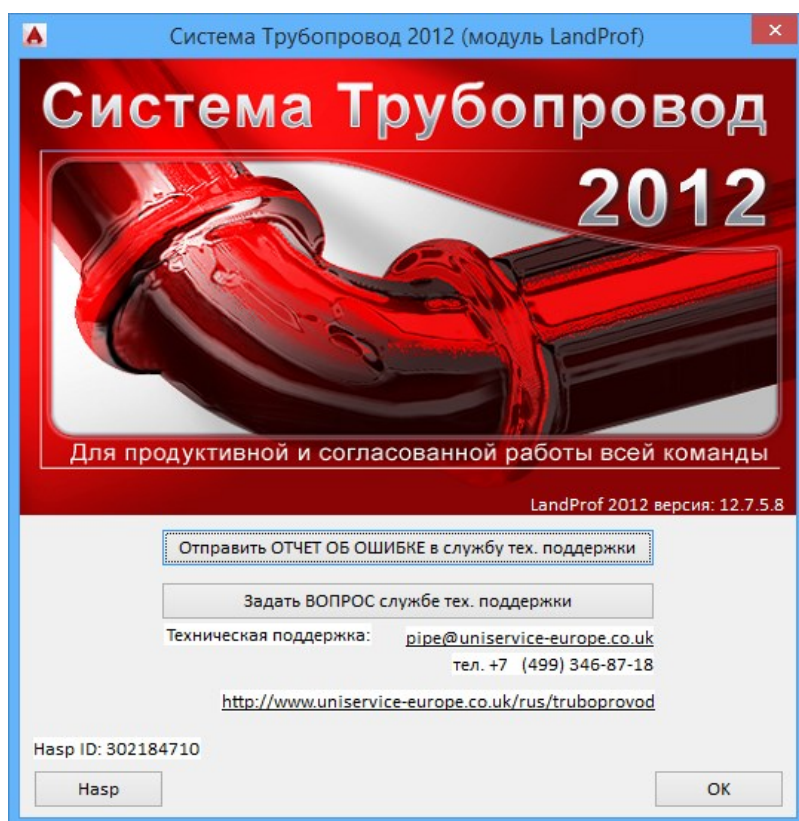 Система Трубопровод 2012 (модуль LandProf)
Система Трубопровод
2012
Для продуктивной и согласованной работы всей команды
LandProf 2012 версия: 12.7.5.8
Отправить ОТЧЕТ ОБ ОШИБКЕ в службу тех. поддержки
Задать ВОПРОС службе тех. поддержки
Техническая поддержка: pipe@uniservice-europe.co.uk
тел. +7 (499) 346-87-18
http://www.uniservice-europe.co.uk/rus/truboprovod
Hasp ID: 302184710
Hasp OK